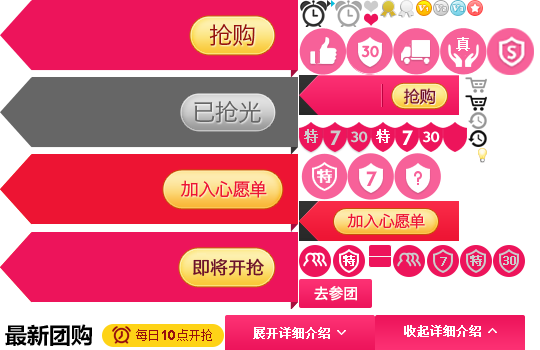 抢购
已抢光
加入心愿单
即将开抢
30
真
S
抢购
特 7 特 30 特 7 30
特 7 ?
加入心愿单
特 7 特 30
去参团
最新团购
每日10点开抢
展开详细介绍
收起详细介绍